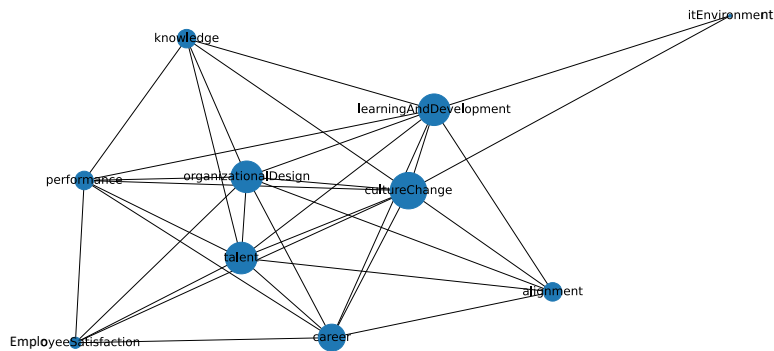 itEnvironment
knowledge
learningAndDevelopment
organizationalDesign
performance
cultureChange
talent
alignment
career
EmployeeSatisfaction